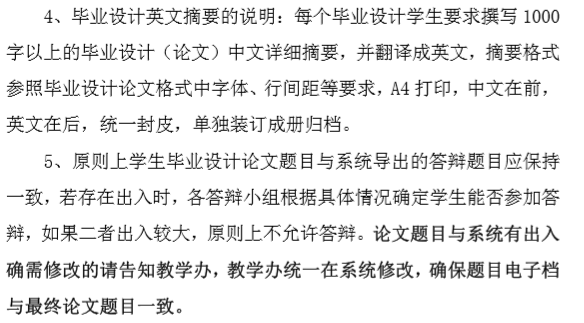 4、毕业设计英文摘要的说明：每个毕业设计学生要求撰写 1000
字以上的毕业设计（论文）中文详细摘要，并翻译成英文，摘要格式
参照毕业设计论文格式中字体、行间距等要求，A4 打印，中文在前，
英文在后，统一封皮，单独装订成册归档。
5、原则上学生毕业设计论文题目与系统导出的答辩题目应保持
一致，若存在出入时，各答辩小组根据具体情况确定学生能否参加答
辩，如果二者出入较大，原则上不允许答辩。论文题目与系统有出入
确需修改的请告知教学办，教学办统一在系统修改，确保题目电子档
与最终论文题目一致。